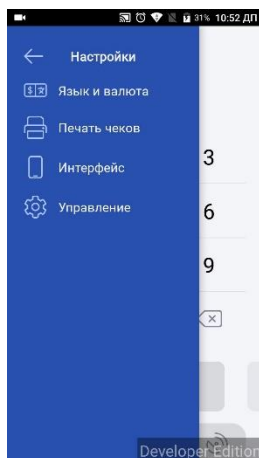 31% 10:52 ДП
Настройки
Язык и валюта
Печать чеков
3
Интерфейс
6
Управление
9
Developer Edition